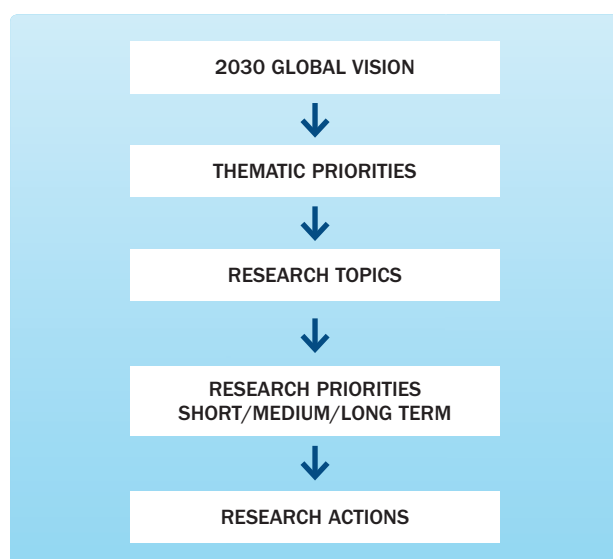 2030 GLOBAL VISION
THEMATIC PRIORITIES
RESEARCH TOPICS
RESEARCH PRIORITIES
SHORT/MEDIUM/LONG TERM
RESEARCH ACTIONS